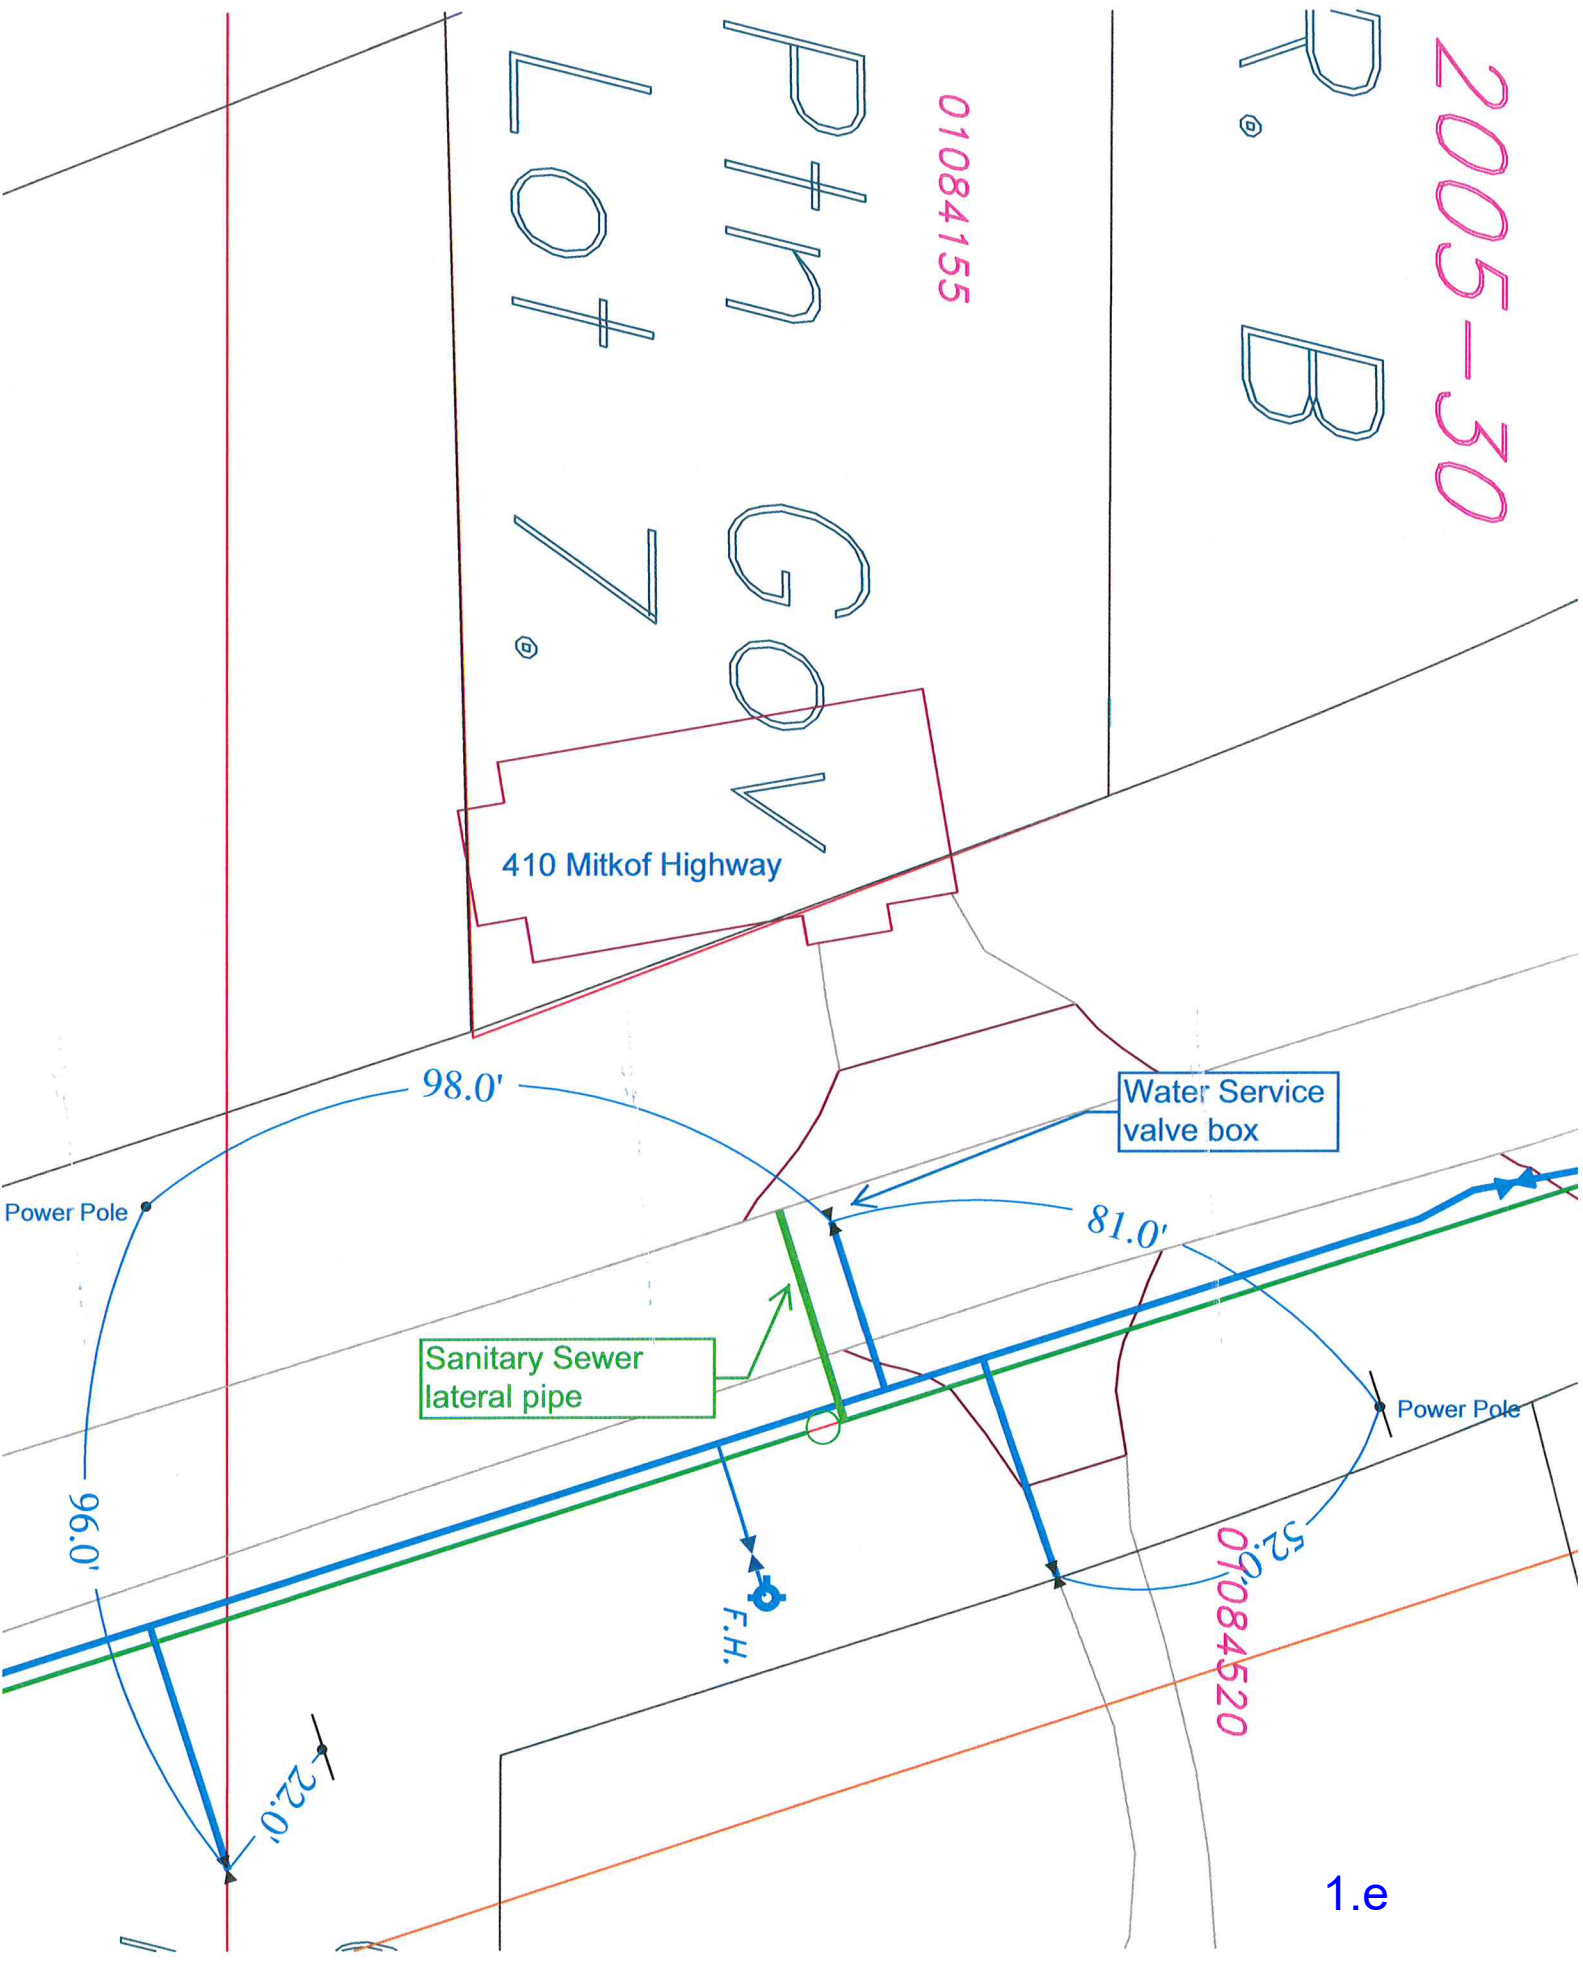 2005-30
P. B
01084155
Ptn Gov
Lot 7.
410 Mitkof Highway
98.0'
Water Service
valve box
Power Pole
81.0'
Sanitary Sewer
lateral pipe
Power Pole
96.0'
52.0'
01084520
F.H.
22.0'
1.e